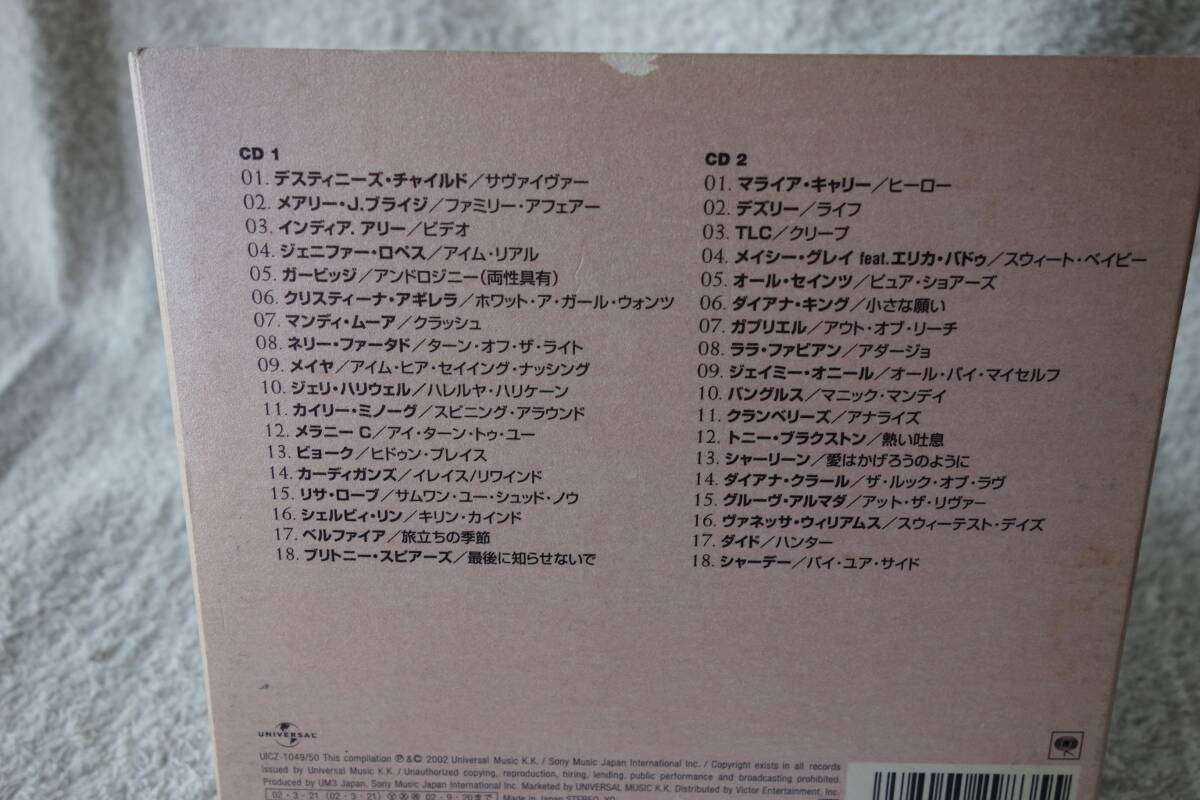 CD 1
01. デスティニーズ・チャイルド／サヴァイヴァー
02. メアリー・J.ブライジ／ファミリー・アフェアー
03. インディア. アリー／ビデオ
04. ジェニファー・ロペス／アイム・リアル
05. ガービッジ／アンドロジニー(両性具有)
06. クリスティーナ・アギレラ／ホワット・ア・ガール・ウォンツ
07. マンディ・ムーア／クラッシュ
08. ネリー・ファータド／ターン・オフ・ザ・ライト
09. メイヤ／アイム・ヒア・セイイング・ナッシング
10. ジェリ・ハリウェル／ハレルヤ・ハリケーン
11. カイリー・ミノーグ／スピニング・アラウンド
12. メラニー C／アイ・ターン・トゥ・ユー
13. ビョーク／ヒドゥン・プレイス
14. カーディガンズ／イレイス/リワインド
15. リサ・ローブ／サムワン・ユー・シュッド・ノウ
16. シェルビィ・リン／キリン・カインド
17. ベルファイア／旅立ちの季節
18. ブリトニー・スピアーズ／最後に知らせないで
CD 2
01. マライア・キャリー／ヒーロー
02. デズリー／ライフ
03. TLC／クリープ
04. メイシー・グレイ feat.エリカ・バドゥ／スウィート・ベイビー
05. オール・セインツ／ピュア・ショアーズ
06. ダイアナ・キング／小さな願い
07. ガブリエル／アウト・オブ・リーチ
08. ララ・ファビアン／アダージョ
09. ジェイミー・オニール／オール・バイ・マイセルフ
10. バングルス／マニック・マンデイ
11. クランベリーズ／アナライズ
12. トニー・ブラクストン／熱い吐息
13. シャーリーン／愛はかげろうのように
14. ダイアナ・クラール／ザ・ルック・オブ・ラヴ
15. グルーヴ・アルマダ／アット・ザ・リヴァー
16. ヴァネッサ・ウィリアムス／スウィーテスト・デイズ
17. ダイド／ハンター
18. シャーデー／バイ・ユア・サイド
UNIVERSAL
UICZ-1049/50 This compilation ℗&© 2002 Universal Music K.K. / Sony Music Japan International Inc. / Copyright exists in all records
issued by Universal Music K.K. / Unauthorized copying, reproduction, hiring, lending, public performance and broadcasting prohibited.
Produced by UM3 Japan, Sony Music Japan International Inc. Marketed by UNIVERSAL MUSIC K.K. Distributed by Victor Entertainment, Inc.
02・3・21 (02・3・21) 02・9・20まで Made in Japan STEREO